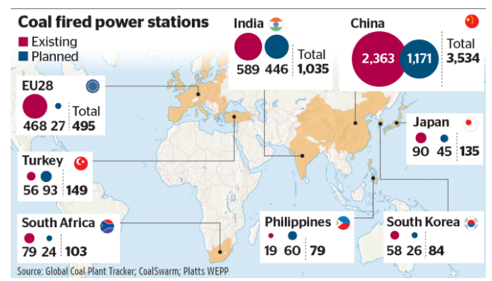 Coal fired power stations
Existing
Planned
India
589 446
Total
1,035
China
2,363 1,171
Total
3,534
EU28
468 27
Total
495
Japan
90 45 135
Turkey
56 93 149
South Africa
79 24 103
Philippines
19 60 79
South Korea
58 26 84
Source: Global Coal Plant Tracker; CoalSwarm; Platts WEPP